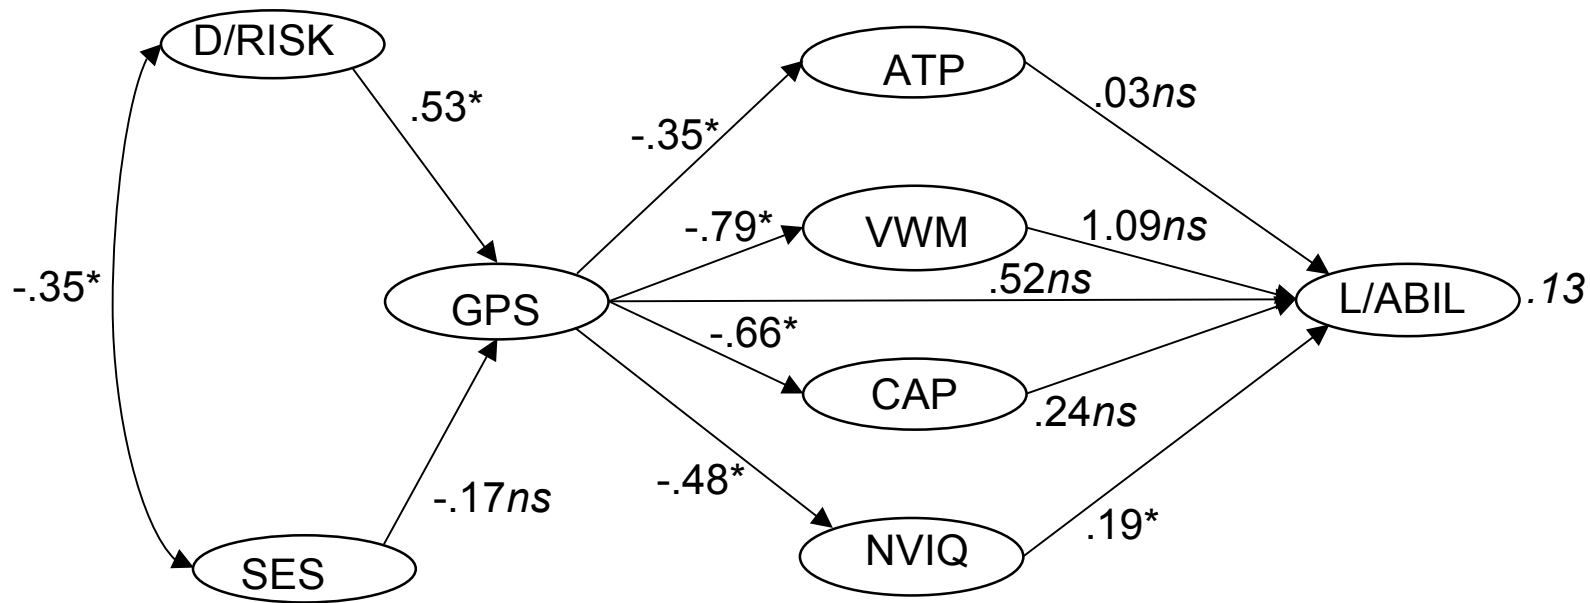 D/RISK
ATP
.53*
.03ns
-.35*
-.79*
VWM
1.09ns
-.35*
GPS
.52ns
L/ABIL
.13
-.66*
CAP
.24ns
-.48*
-.17ns
.19*
NVIQ
SES